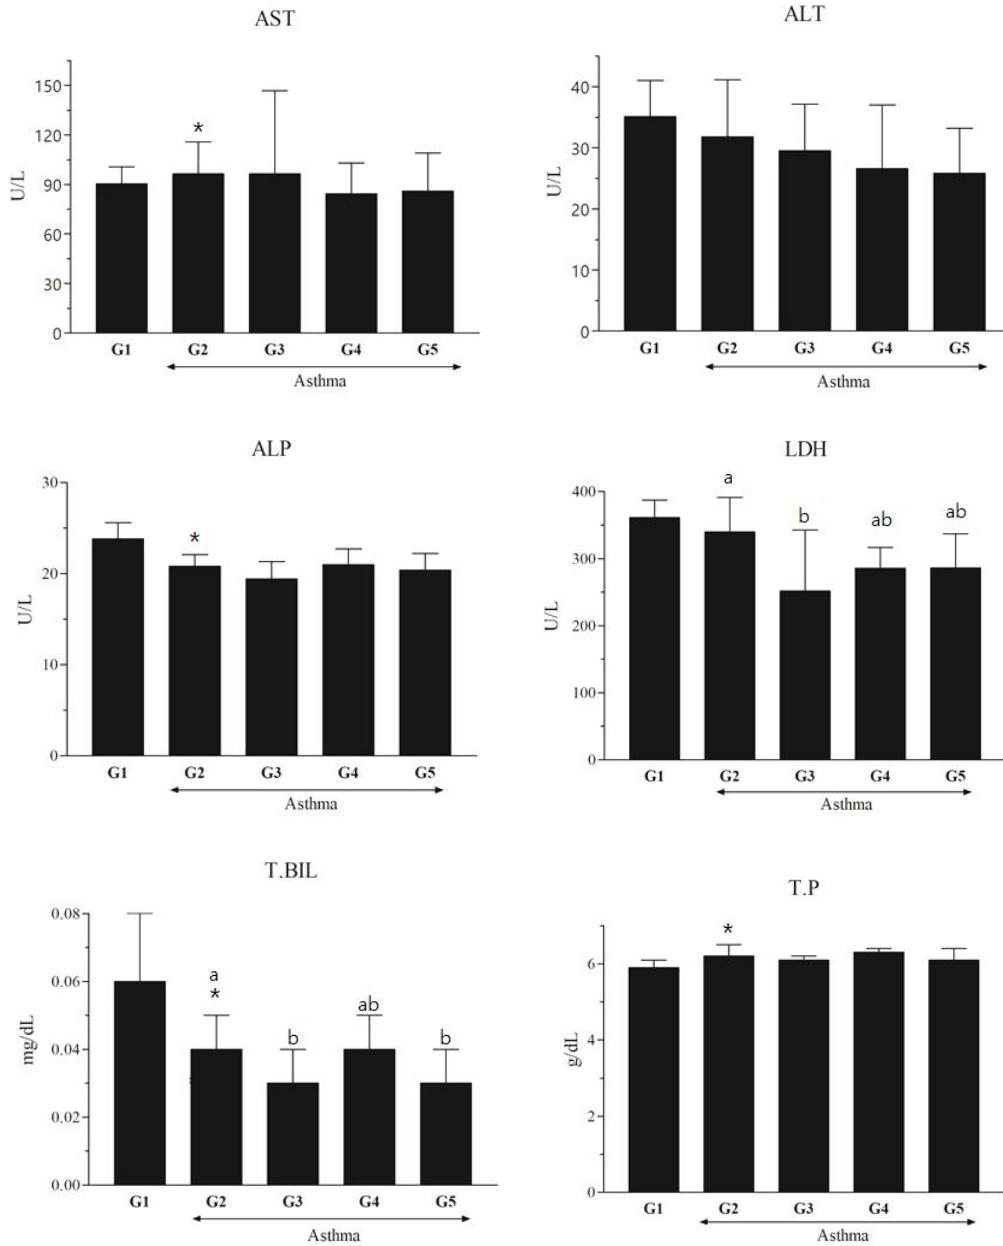 AST
U/L
150
120
90
60
30
0
*
G1 G2 G3 G4 G5
Asthma
ALT
U/L
40
30
20
10
0
G1 G2 G3 G4 G5
Asthma
ALP
U/L
30
20
10
0
*
G1 G2 G3 G4 G5
Asthma
LDH
U/L
400
300
200
100
0
a b ab ab
G1 G2 G3 G4 G5
Asthma
T.BIL
mg/dL
0.08
0.06
0.04
0.02
0.00
a
* b ab b
G1 G2 G3 G4 G5
Asthma
T.P
g/dL
6
4
2
0
*
G1 G2 G3 G4 G5
Asthma